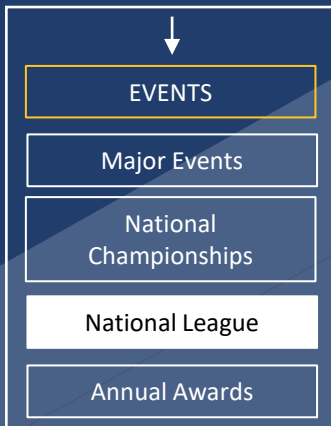 EVENTS
Major Events
National
Championships
National League
Annual Awards